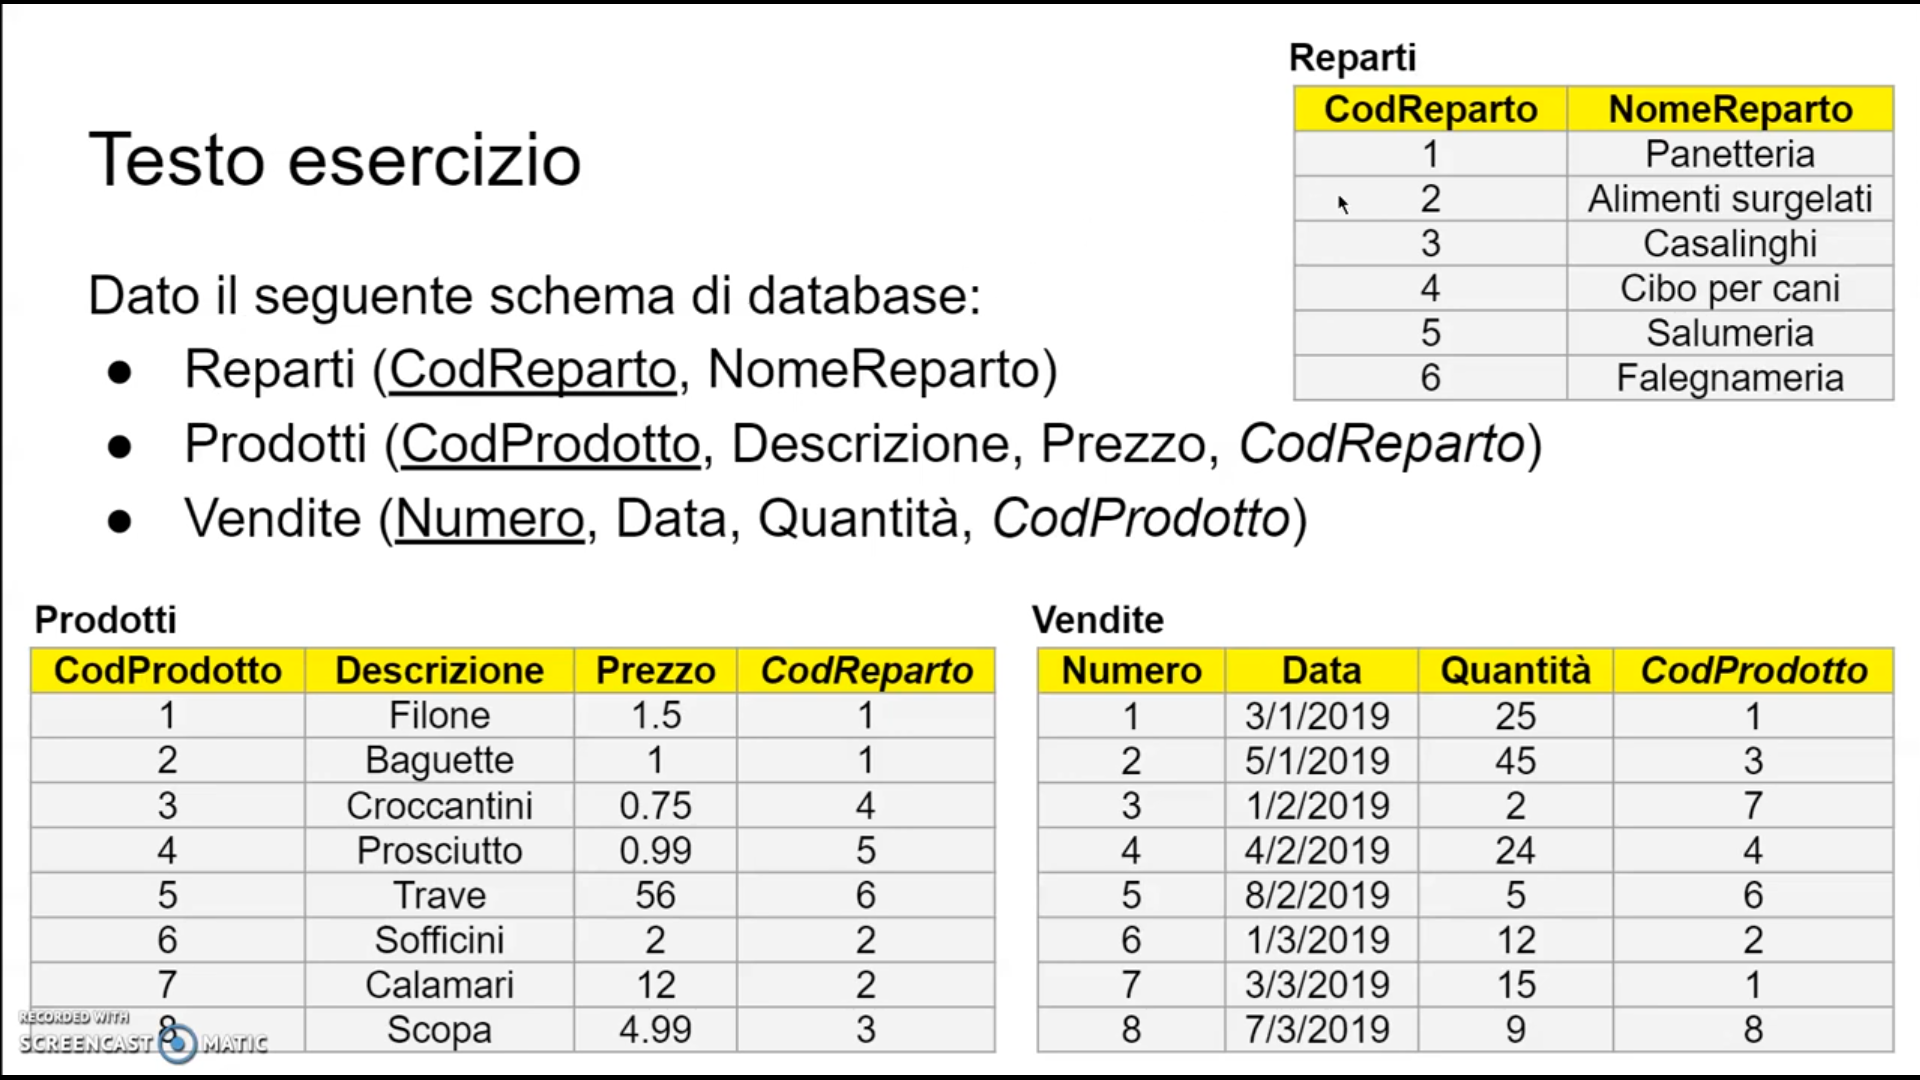 Testo esercizio
Dato il seguente schema di database:
● Reparti (CodReparto, NomeReparto)
● Prodotti (CodProdotto, Descrizione, Prezzo, CodReparto)
● Vendite (Numero, Data, Quantità, CodProdotto)
Reparti
CodReparto NomeReparto
1 Panetteria
2 Alimenti surgelati
3 Casalinghi
4 Cibo per cani
5 Salumeria
6 Falegnameria
Prodotti
CodProdotto Descrizione Prezzo CodReparto
1 Filone 1.5 1
2 Baguette 1 1
3 Croccantini 0.75 4
4 Prosciutto 0.99 5
5 Trave 56 6
6 Sofficini 2 2
7 Calamari 12 2
8 Scopa 4.99 3
Vendite
Numero Data Quantità CodProdotto
1 3/1/2019 25 1
2 5/1/2019 45 3
3 1/2/2019 2 7
4 4/2/2019 24 4
5 8/2/2019 5 6
6 1/3/2019 12 2
7 3/3/2019 15 1
8 7/3/2019 9 8
RECORDED WITH
SCREENCAST MATIC